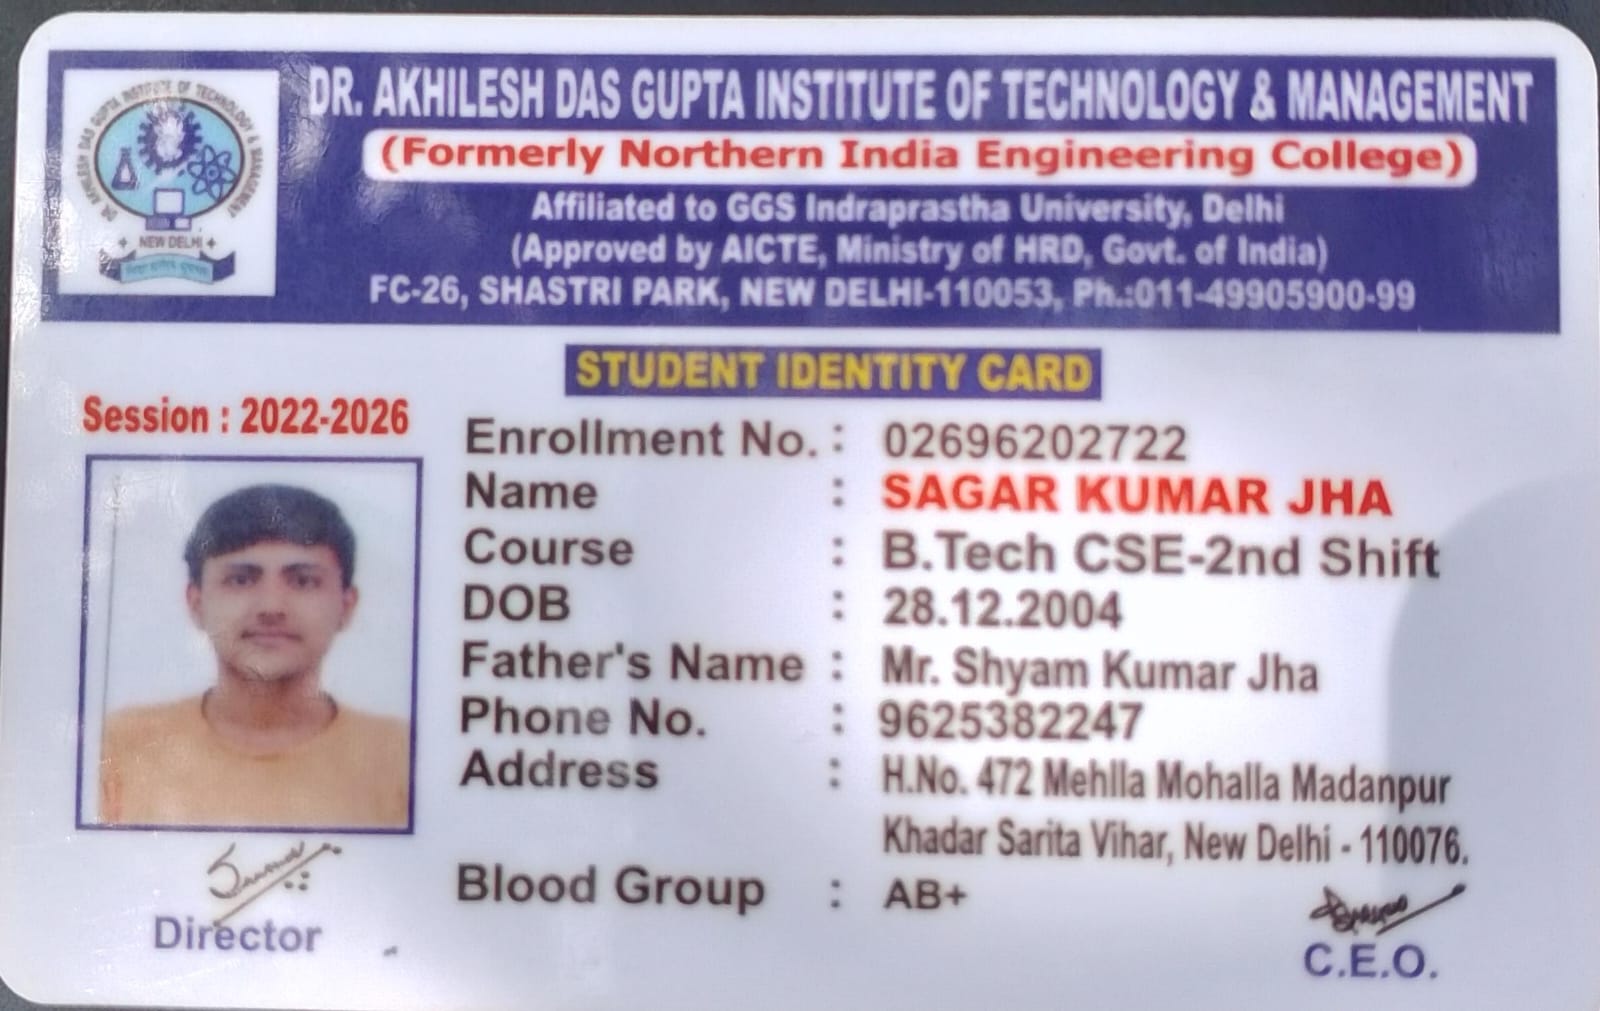 DR. AKHILESH DAS GUPTA INSTITUTE OF TECHNOLOGY & MANAGEMENT
(Formerly Northern India Engineering College)
Affiliated to GGS Indraprastha University, Delhi
(Approved by AICTE, Ministry of HRD, Govt. of India)
FC-26, SHASTRI PARK, NEW DELHI-110053, Ph.:011-49905900-99
DR. AKHILESH DAS GUPTA INSTITUTE OF TECHNOLOGY & MANAGEMENT
NEW DELHI
STUDENT IDENTITY CARD
Session : 2022-2026
Enrollment No. : 02696202722
Name : SAGAR KUMAR JHA
Course : B.Tech CSE-2nd Shift
DOB : 28.12.2004
Father's Name : Mr. Shyam Kumar Jha
Phone No. : 9625382247
Address : H.No. 472 Mehlla Mohalla Madanpur
Khadar Sarita Vihar, New Delhi - 110076.
Blood Group : AB+
Director
C.E.O.